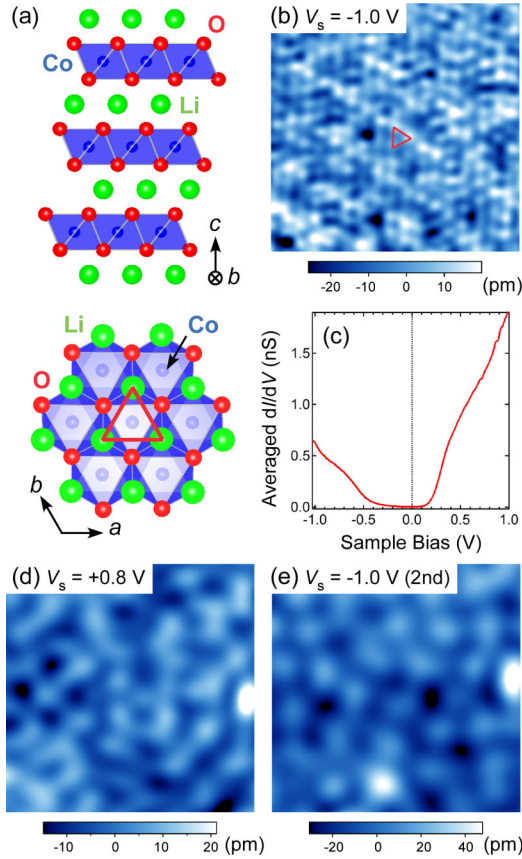 (a)
O
Co
Li
c
b
Li
Co
O
b
a
(b) Vs = -1.0 V
-20 -10 0 10 (pm)
(c)
Averaged dI/dV (nS)
1.5
1.0
0.5
0.0
-1.0 -0.5 0.0 0.5 1.0
Sample Bias (V)
(d) Vs = +0.8 V
-10 0 10 20 (pm)
(e) Vs = -1.0 V (2nd)
-20 0 20 40 (pm)